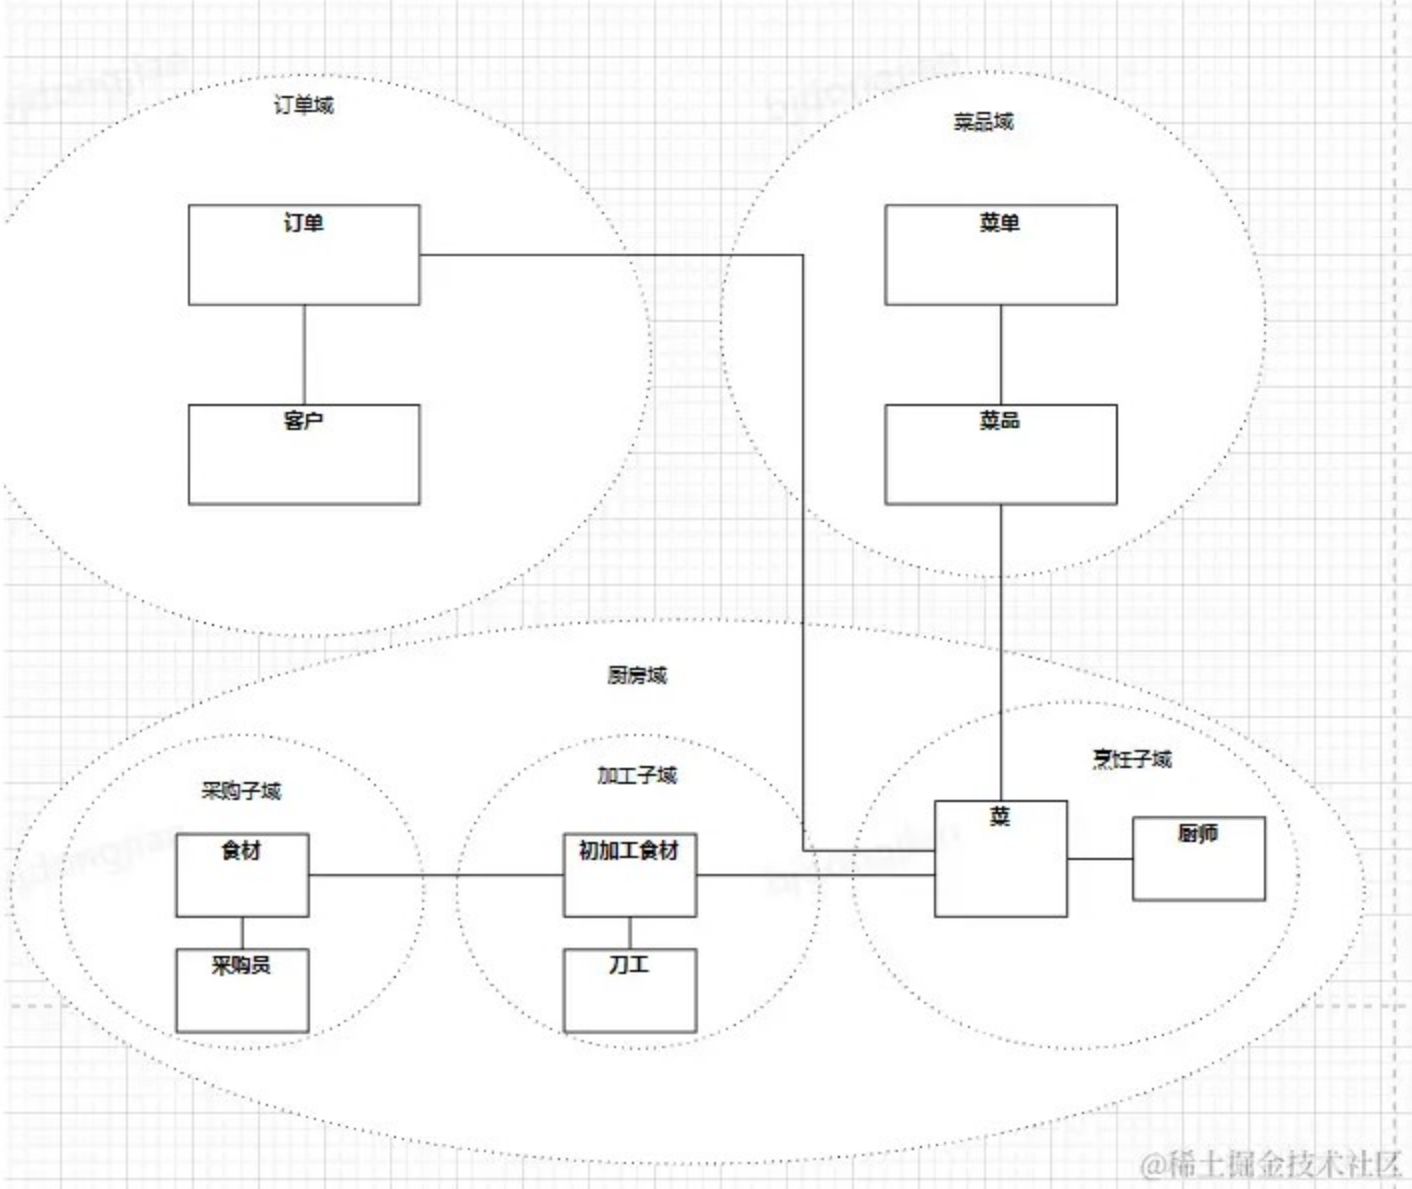 订单域
菜品域
订单
菜单
客户
菜品
厨房域
采购子域
加工子域
烹饪子域
食材
初加工食材
菜
厨师
采购员
刀工
@稀土掘金技术社区